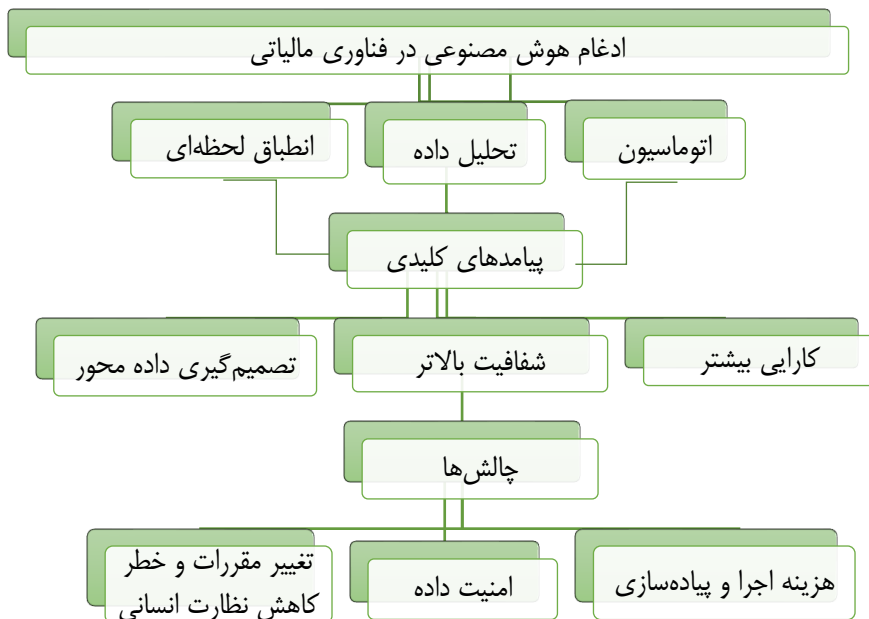 ادغام هوش مصنوعی در فناوری مالیاتی
اتوماسیون
تحلیل داده
انطباق لحظه‌ای
پیامدهای کلیدی
کارایی بیشتر
شفافیت بالاتر
تصمیم‌گیری داده محور
چالش‌ها
هزینه اجرا و پیاده‌سازی
امنیت داده
تغییر مقررات و خطر
کاهش نظارت انسانی